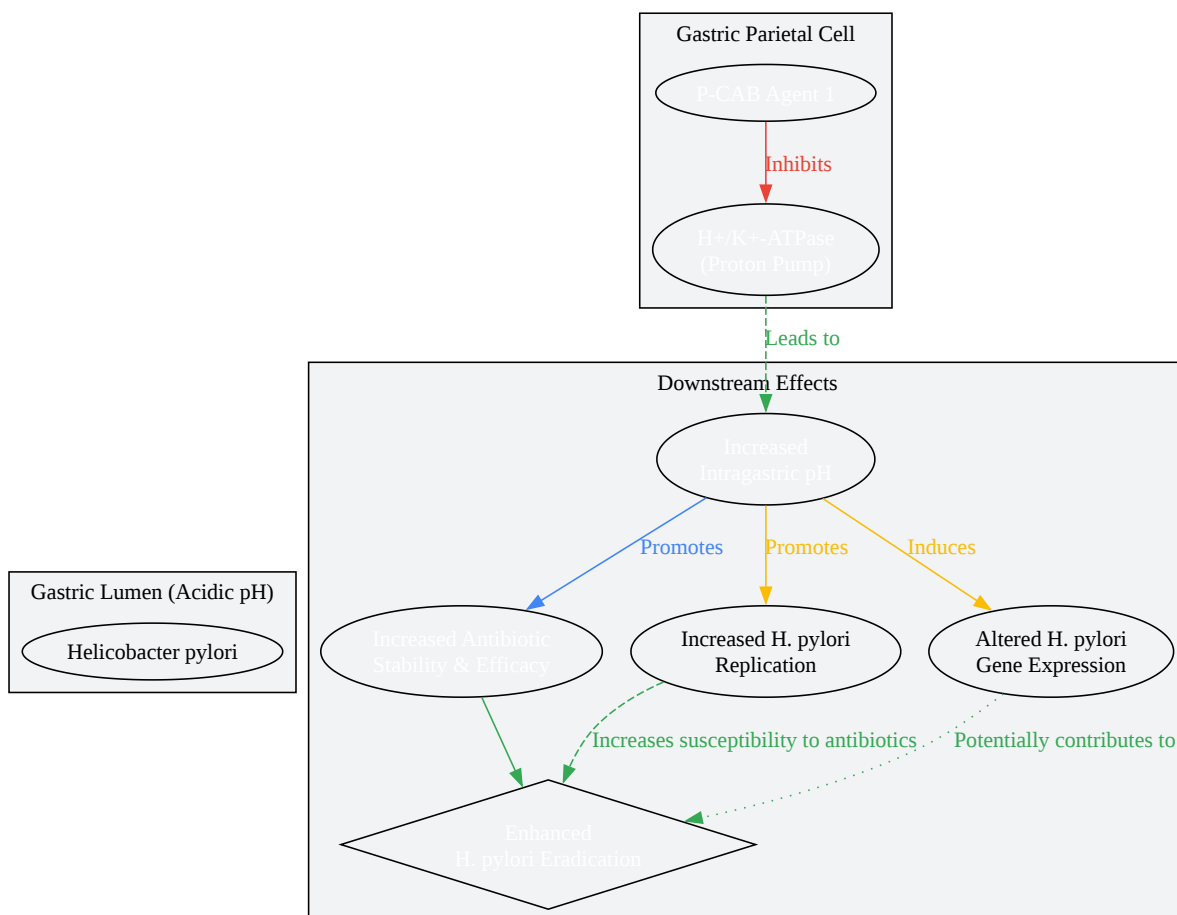 Gastric Parietal Cell
P-CAB Agent 1
Inhibits
H+/K+-ATPase
(Proton Pump)
Leads to
Downstream Effects
Increased
Intragastric pH
Promotes
Promotes
Induces
Gastric Lumen (Acidic pH)
Helicobacter pylori
Increased Antibiotic
Stability & Efficacy
Increased H. pylori
Replication
Altered H. pylori
Gene Expression
Increases susceptibility to antibiotics
Potentially contributes to
Enhanced
H. pylori Eradication